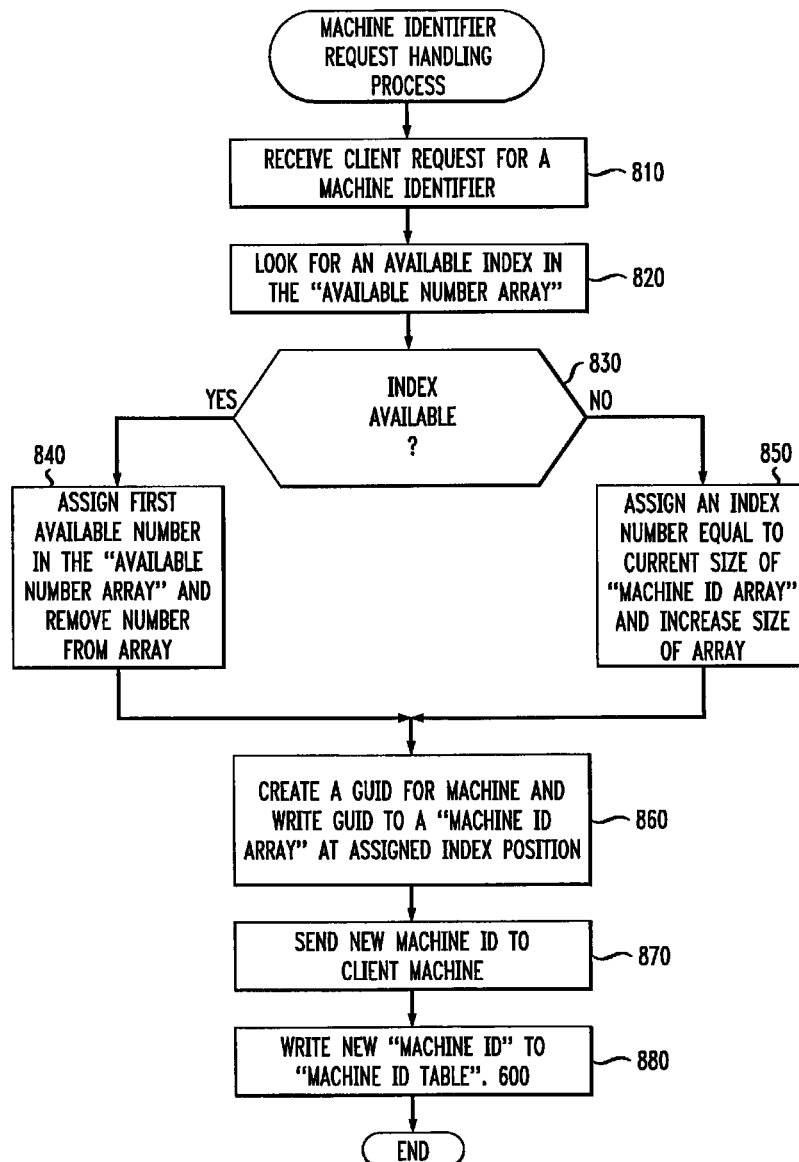 MACHINE IDENTIFIER
REQUEST HANDLING
PROCESS
RECEIVE CLIENT REQUEST FOR A
MACHINE IDENTIFIER
810
LOOK FOR AN AVAILABLE INDEX IN
THE “AVAILABLE NUMBER ARRAY”
820
830
INDEX
AVAILABLE
?
YES
NO
840
ASSIGN FIRST
AVAILABLE NUMBER
IN THE “AVAILABLE
NUMBER ARRAY” AND
REMOVE NUMBER
FROM ARRAY
850
ASSIGN AN INDEX
NUMBER EQUAL TO
CURRENT SIZE OF
“MACHINE ID ARRAY”
AND INCREASE SIZE
OF ARRAY
CREATE A GUID FOR MACHINE AND
WRITE GUID TO A “MACHINE ID
ARRAY” AT ASSIGNED INDEX POSITION
860
SEND NEW MACHINE ID TO
CLIENT MACHINE
870
WRITE NEW “MACHINE ID” TO
“MACHINE ID TABLE”. 600
880
END